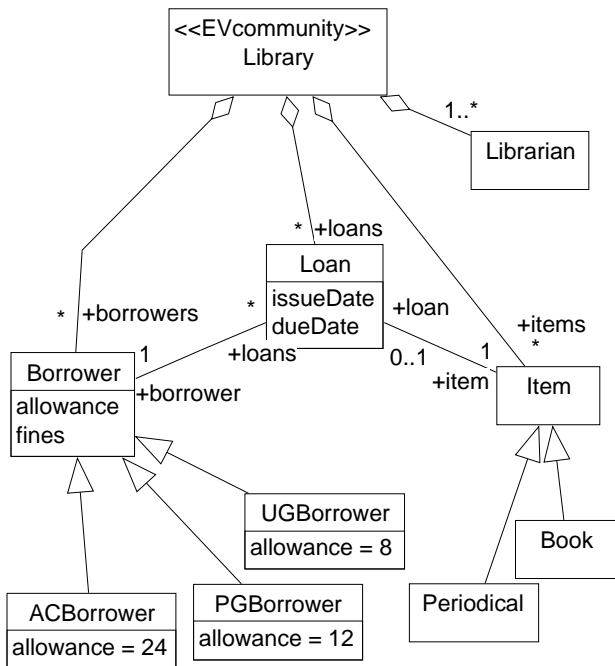 <<EVcommunity>>
Library
1..*
Librarian
* +loans
Loan
issueDate
dueDate
* +borrowers
*
+loans
+loan
0..1
+items
*
1
+item
1
+borrower
Borrower
allowance
fines
Item
UGBorrower
allowance = 8
Book
Periodical
ACBorrower
allowance = 24
PGBorrower
allowance = 12